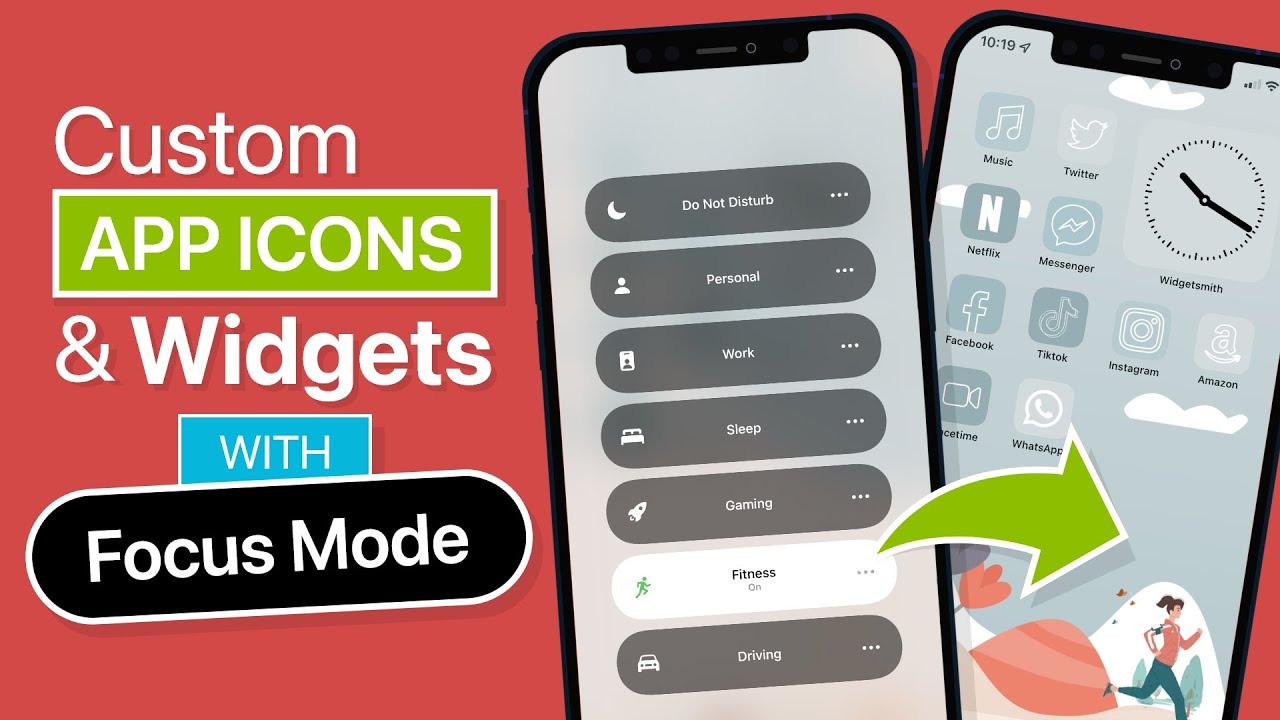 Custom
APP ICONS
& Widgets
WITH
Focus Mode
Do Not Disturb
Personal
Work
Sleep
Gaming
Fitness
On
Driving
10:19
Music
Twitter
N
Netflix
Messenger
Widgetsmith
Facebook
Tiktok
Instagram
Amazon
cetime
WhatsApp